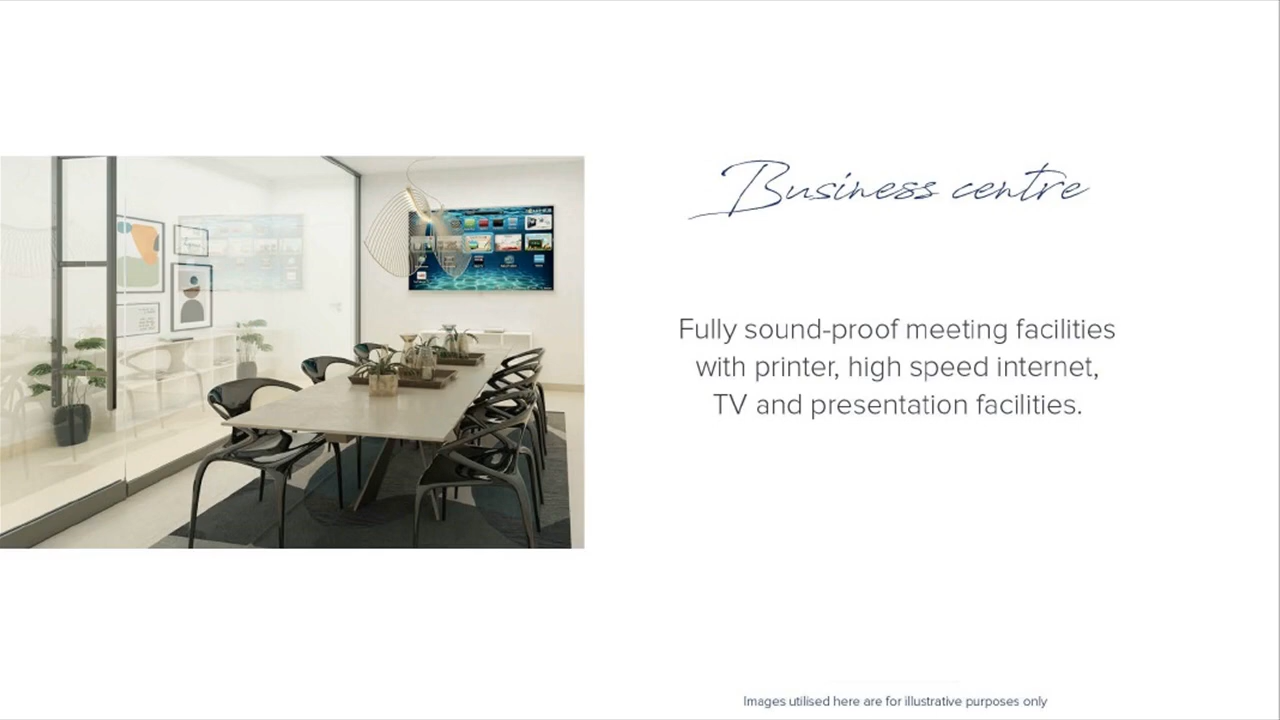 Business centre
Fully sound-proof meeting facilities
with printer, high speed internet,
TV and presentation facilities.
Images utilised here are for illustrative purposes only